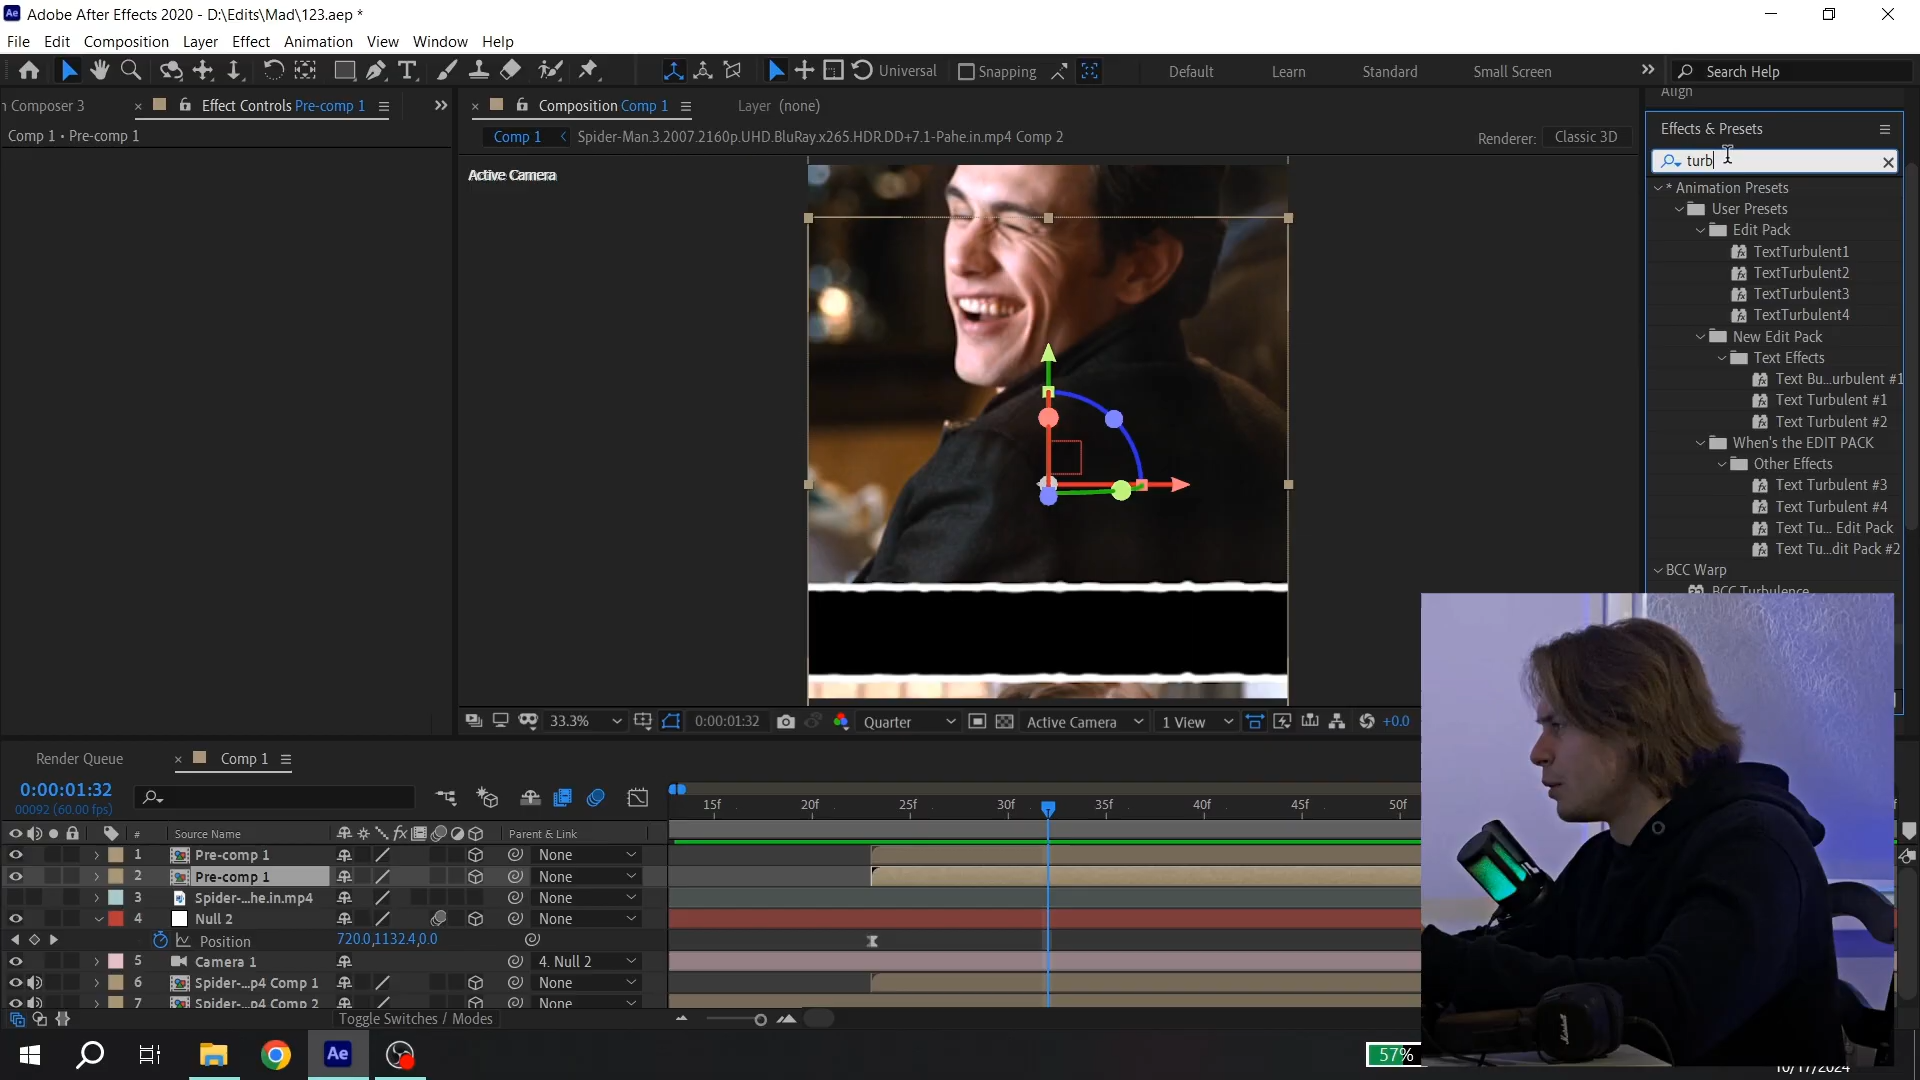 Adobe After Effects 2020 - D:\Edits\Mad\123.aep *
File Edit Composition Layer Effect Animation View Window Help
Universal Snapping Default Learn Standard Small Screen Search Help
n Composer 3 Effect Controls Pre-comp 1 Composition Comp 1 Layer (none) Align
Comp 1 • Pre-comp 1
Comp 1 Spider-Man.3.2007.2160p.UHD.BluRay.x265.HDR.DD+7.1-Pahe.in.mp4 Comp 2 Renderer: Classic 3D
Active Camera
Effects & Presets
turb
* Animation Presets
User Presets
Edit Pack
TextTurbulent1
TextTurbulent2
TextTurbulent3
TextTurbulent4
New Edit Pack
Text Effects
Text Bu...urbulent #1
Text Turbulent #1
Text Turbulent #2
When's the EDIT PACK
Other Effects
Text Turbulent #3
Text Turbulent #4
Text Tu... Edit Pack
Text Tu...dit Pack #2
BCC Warp
BCC Turbulence
33.3% 0:00:01:32 Quarter Active Camera 1 View +0.0
Render Queue Comp 1
0:00:01:32
00092 (60.00 fps)
15f 20f 25f 30f 35f 40f 45f 50f
# Source Name Parent & Link
1 Pre-comp 1 None
2 Pre-comp 1 None
3 Spider-...he.in.mp4 None
4 Null 2 None
Position 720.0,1132.4,0.0
5 Camera 1 4. Null 2
6 Spider-...p4 Comp 1 None
7 Spider-...p4 Comp 2 None
Toggle Switches / Modes
Ae
57%
10/17/2024